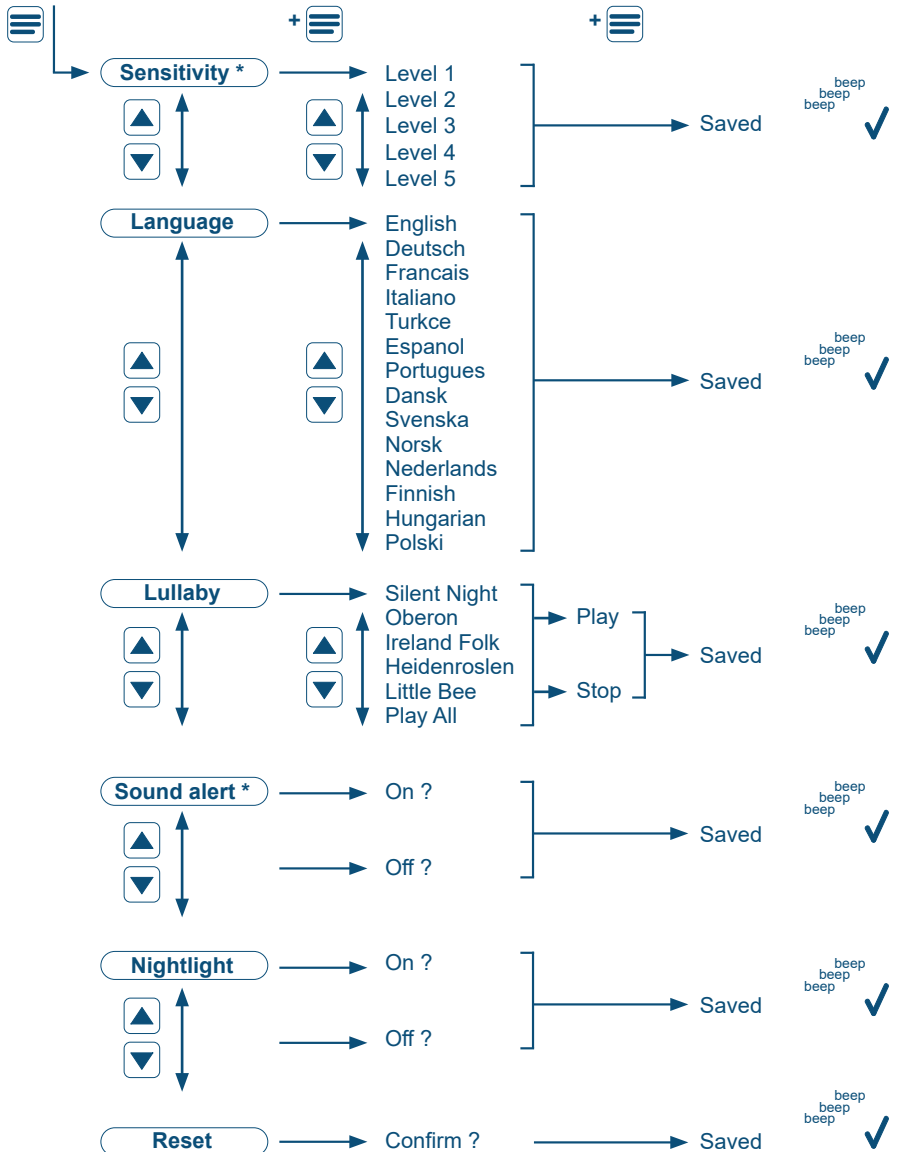 +
+
Sensitivity *
Level 1
Level 2
Level 3
Level 4
Level 5
Saved
beep
beep
beep
Language
English
Deutsch
Francais
Italiano
Turkce
Espanol
Portugues
Dansk
Svenska
Norsk
Nederlands
Finnish
Hungarian
Polski
Saved
beep
beep
beep
Lullaby
Silent Night
Oberon
Ireland Folk
Heidenroslen
Little Bee
Play All
Play
Stop
Saved
beep
beep
beep
Sound alert *
On ?
Off ?
Saved
beep
beep
beep
Nightlight
On ?
Off ?
Saved
beep
beep
beep
Reset
Confirm ?
Saved
beep
beep
beep